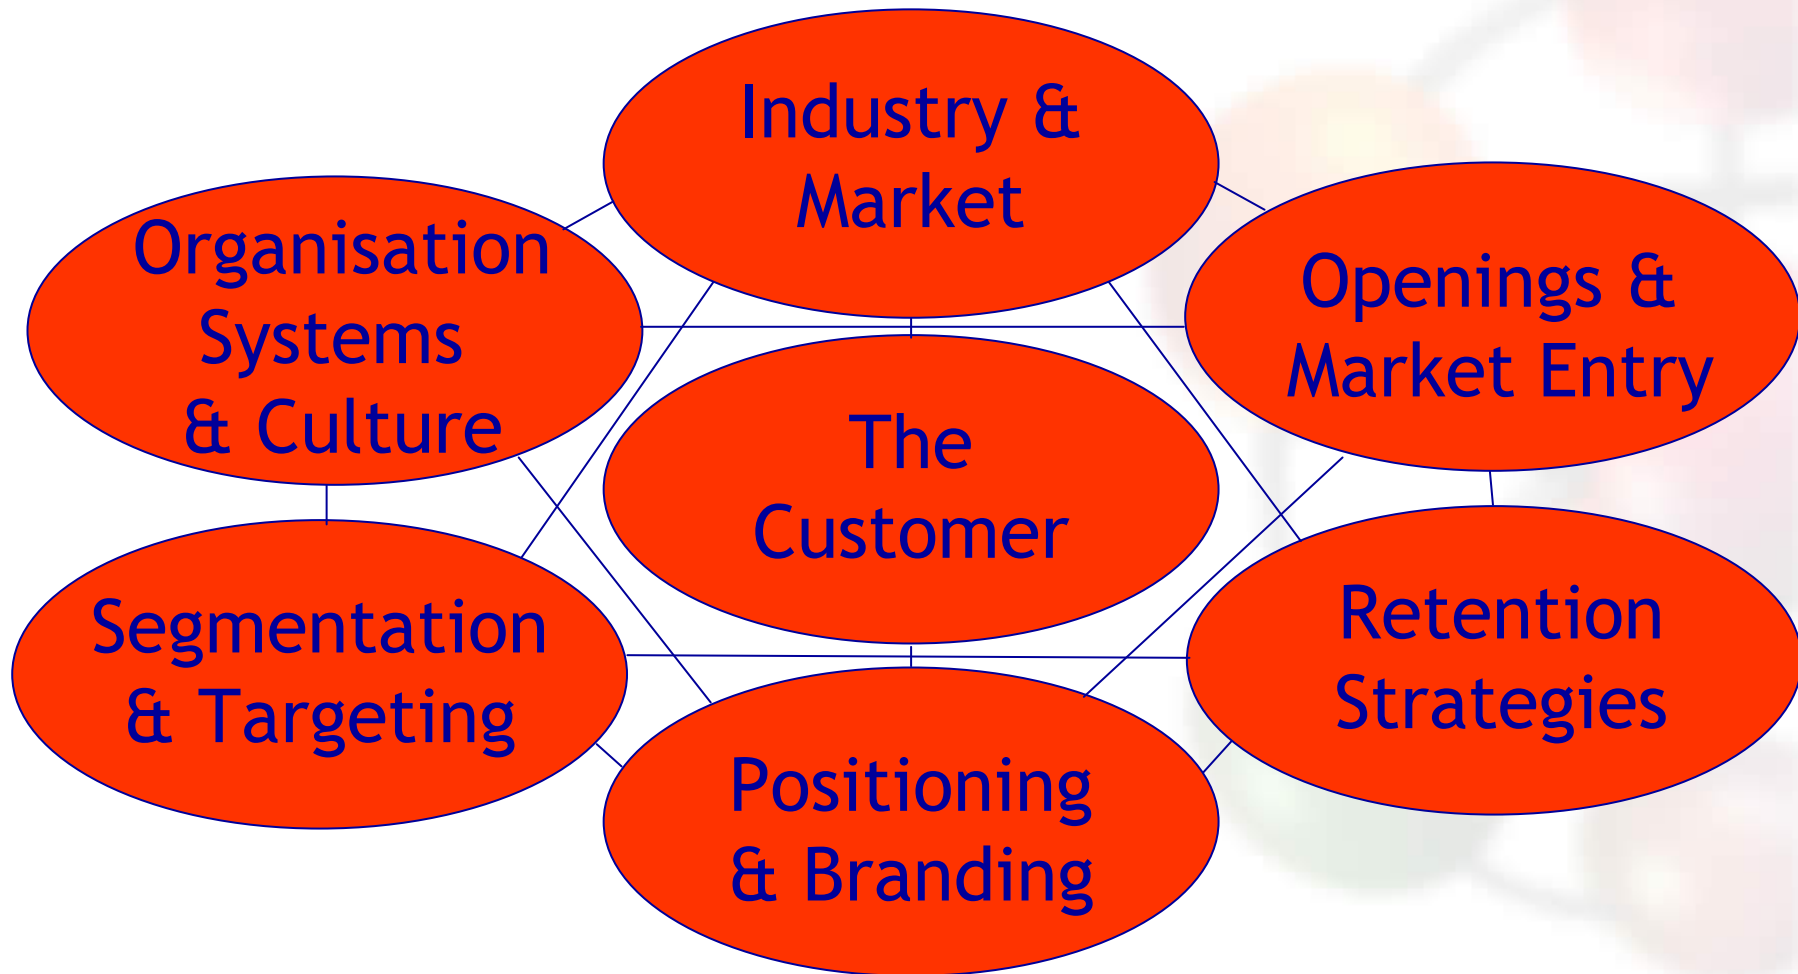 Industry &
Market
Organisation
Systems
& Culture
Openings &
Market Entry
The
Customer
Segmentation
& Targeting
Retention
Strategies
Positioning
& Branding